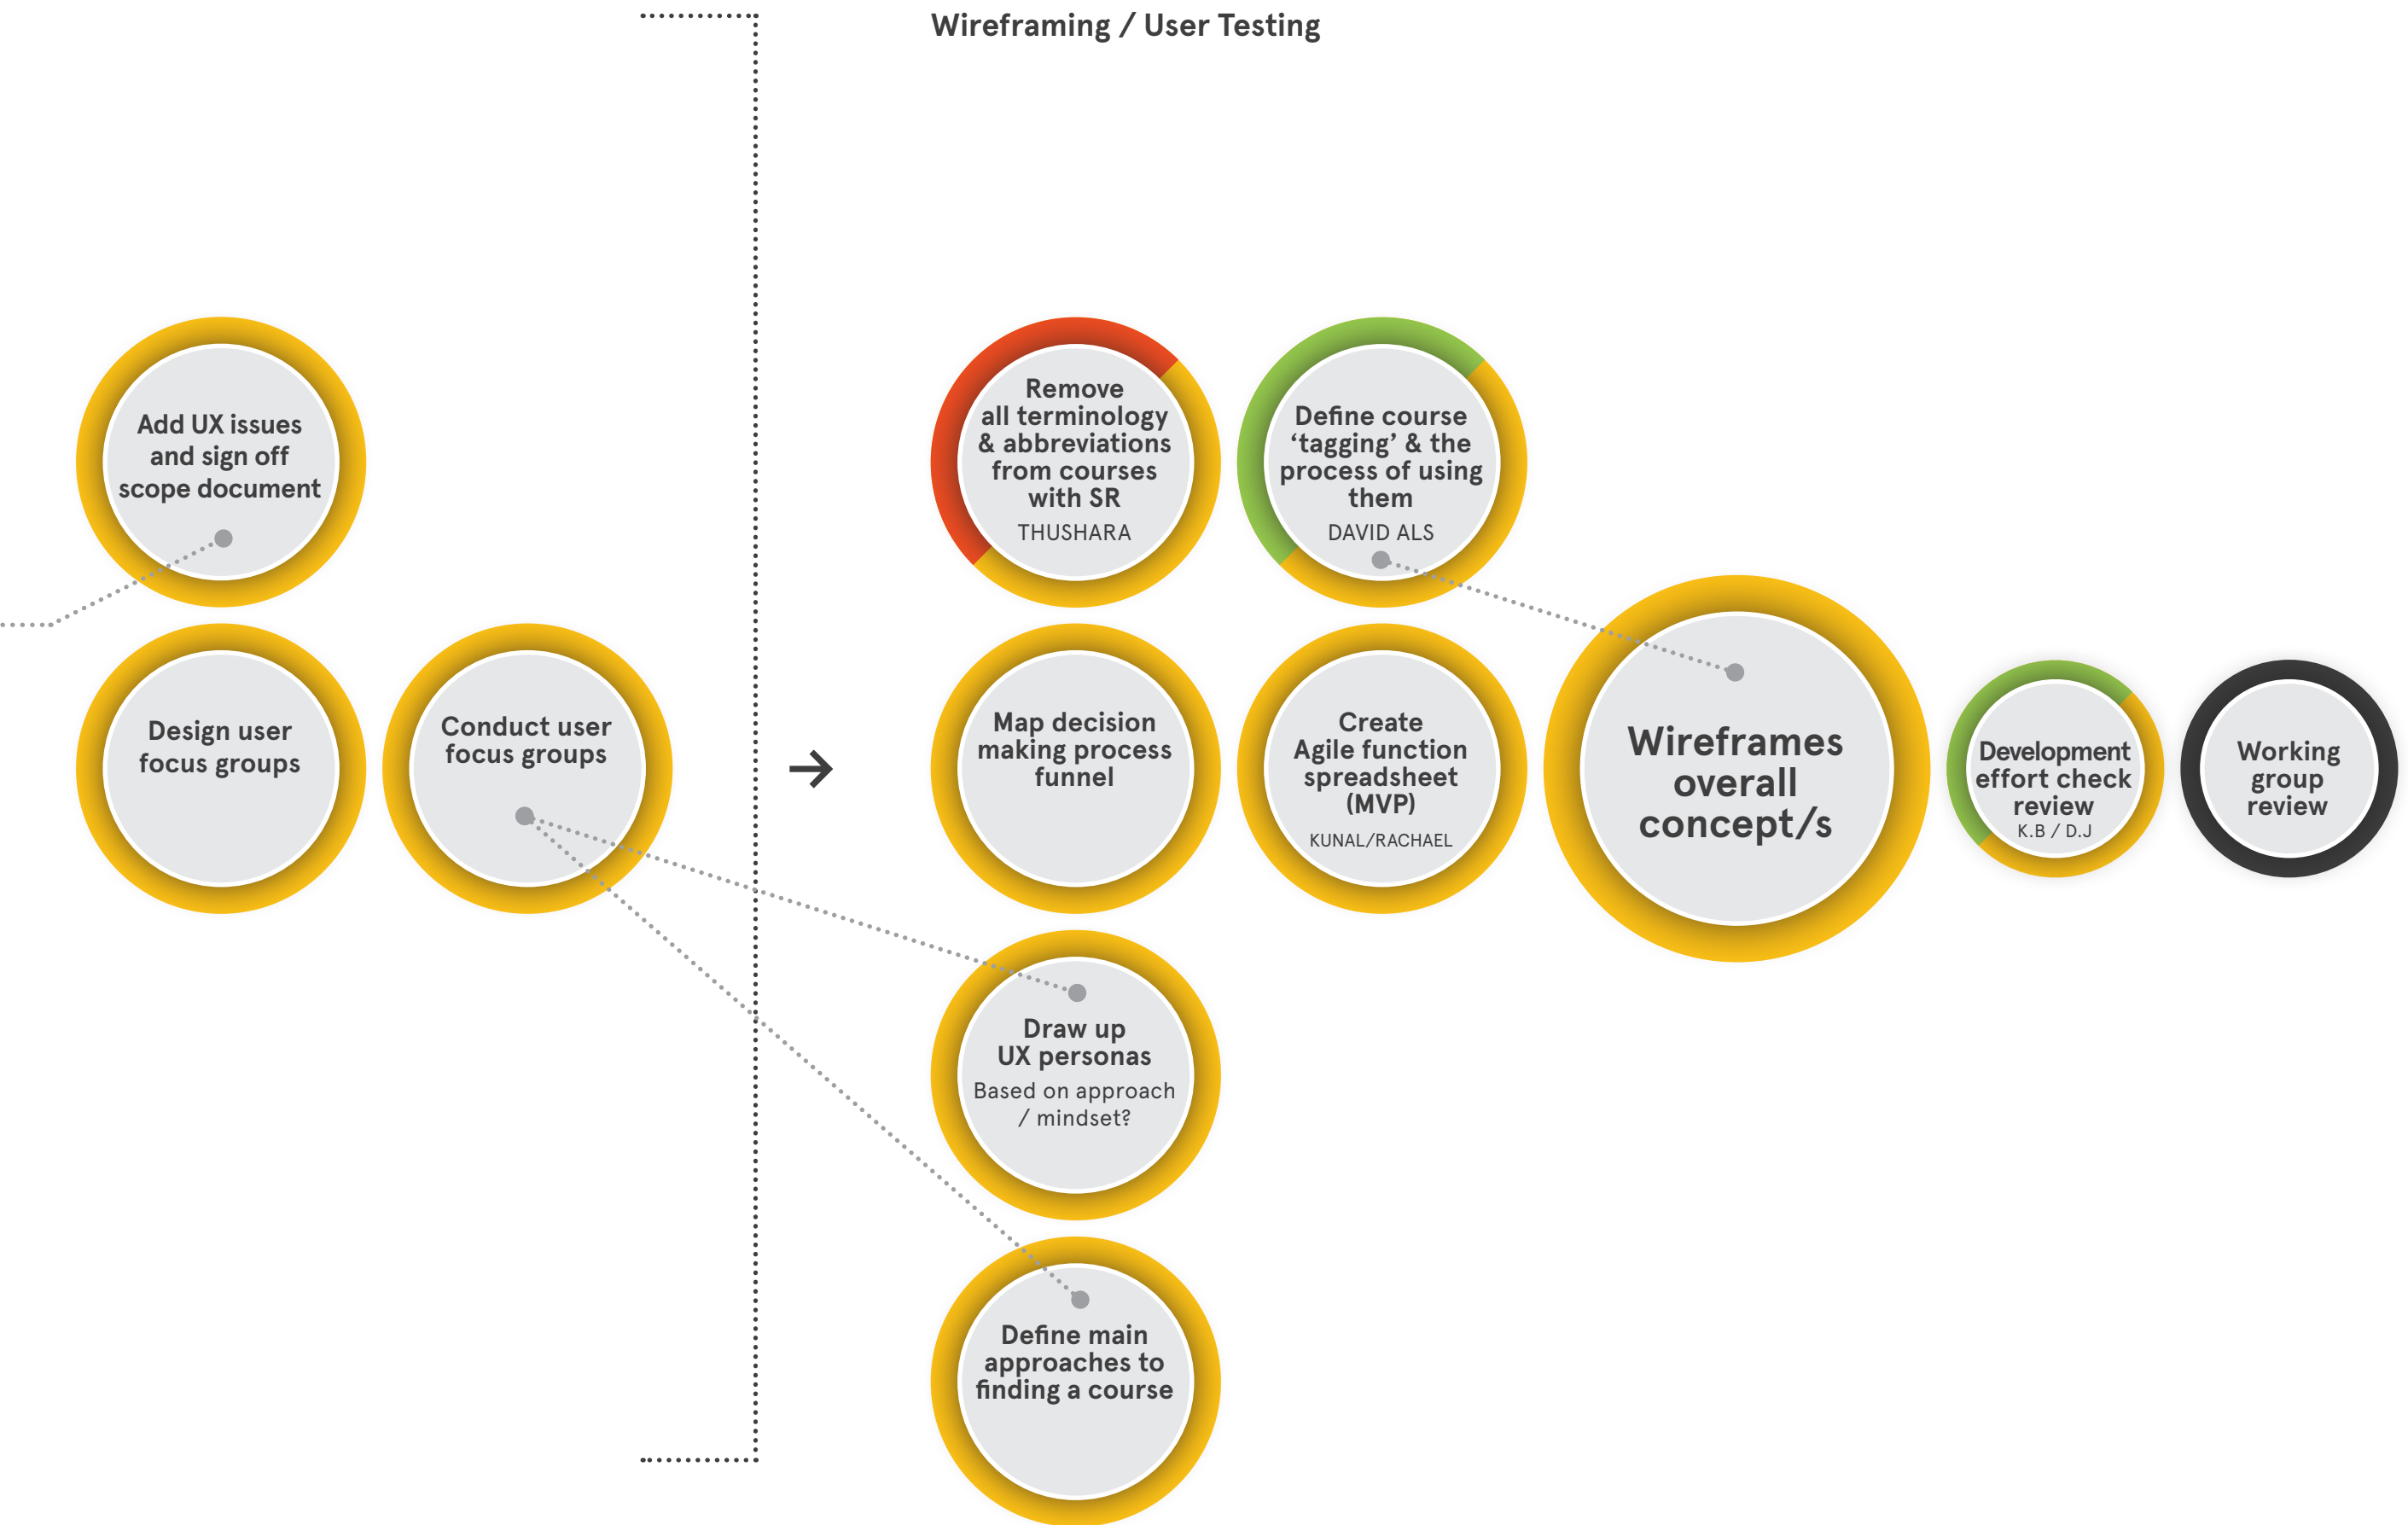 Wireframing / User Testing
Add UX issues
and sign off
scope document
Remove
all terminology
& abbreviations
from courses
with SR
THUSHARA
Define course
‘tagging’ & the
process of using
them
DAVID ALS
Design user
focus groups
Conduct user
focus groups
Map decision
making process
funnel
Create
Agile function
spreadsheet
(MVP)
KUNAL/RACHAEL
Wireframes
overall
concept/s
Development
effort check
review
K.B / D.J
Working
group
review
Draw up
UX personas
Based on approach
/ mindset?
Define main
approaches to
finding a course